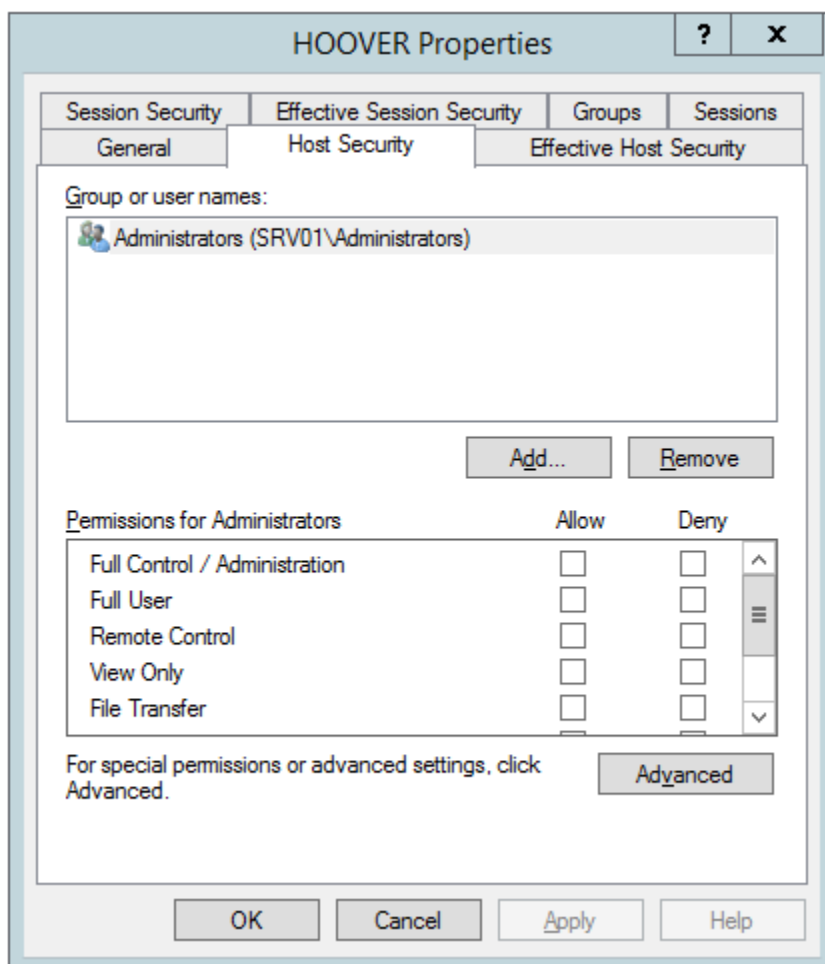 HOOVER Properties
?
x
Session Security
Effective Session Security
Groups
Sessions
General
Host Security
Effective Host Security
Group or user names:
Administrators (SRV01\Administrators)
Add...
Remove
Permissions for Administrators
Allow
Deny
Full Control / Administration
Full User
Remote Control
View Only
File Transfer
For special permissions or advanced settings, click
Advanced.
Advanced
OK
Cancel
Apply
Help